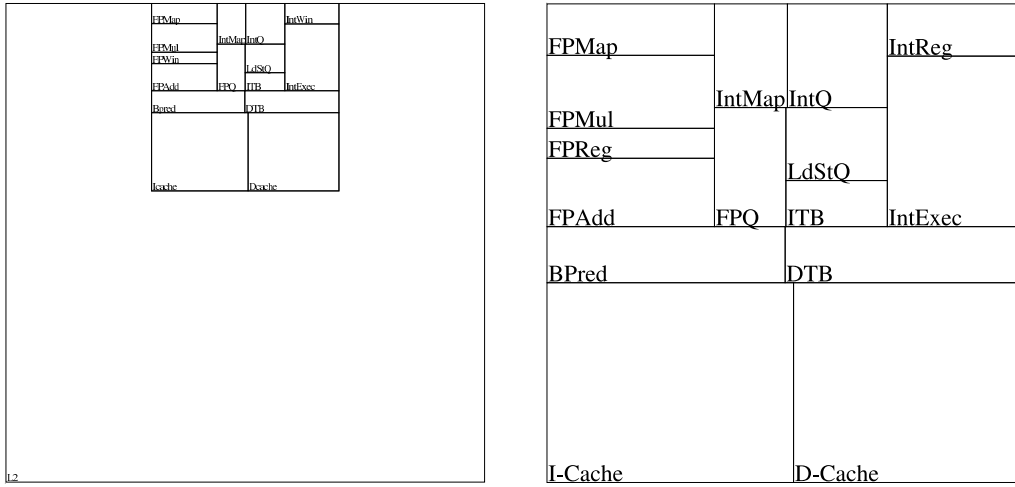 FPMap
IntWin
IntMap
IntQ
FPMul
FPWin
LdStQ
FPAdd
FPQ
ITB
IntExec
Bpred
DTB
Icache
Dcache
L2
FPMap
IntReg
IntMap
IntQ
FPMul
FPReg
LdStQ
FPAdd
FPQ
ITB
IntExec
BPred
DTB
I-Cache
D-Cache